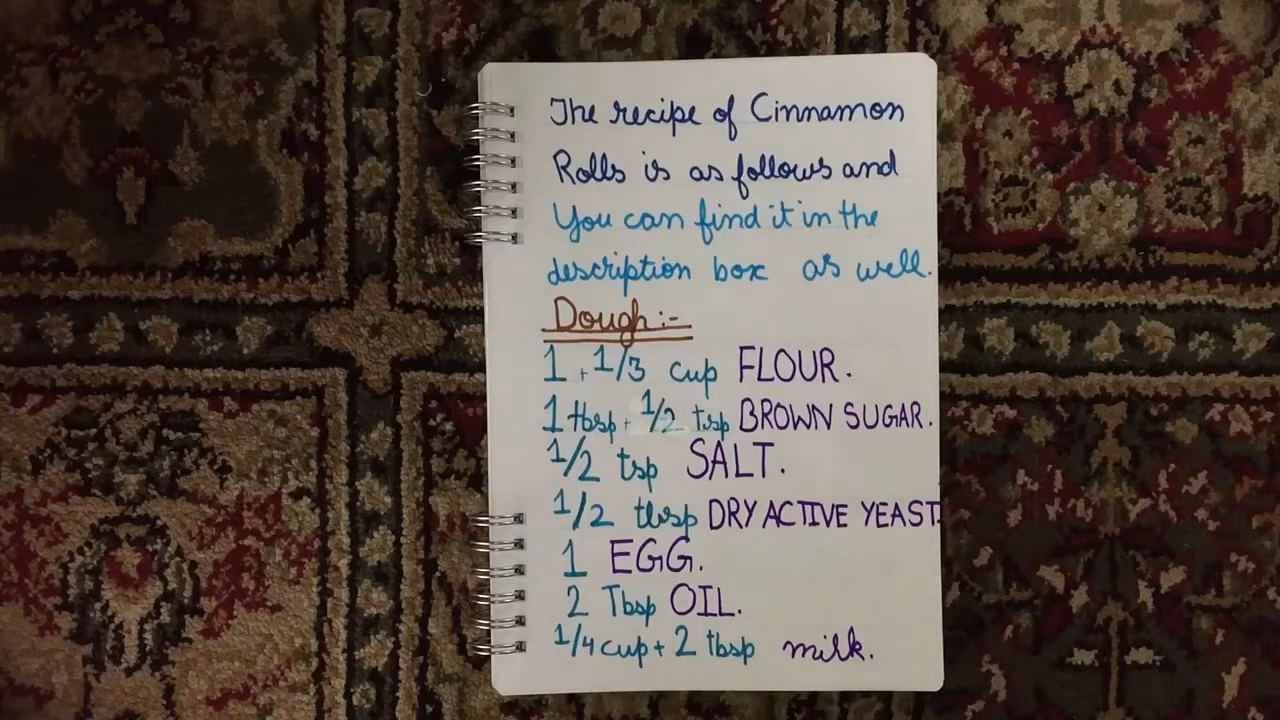 The recipe of Cinnamon
Rolls is as follows and
You can find it in the
description box as well.
Dough:-
1 + 1/3 cup FLOUR.
1 tbsp + 1/2 tsp BROWN SUGAR.
1/2 tsp SALT.
1/2 tbsp DRY ACTIVE YEAST.
1 EGG.
2 Tbsp OIL.
1/4 cup + 2 tbsp milk.